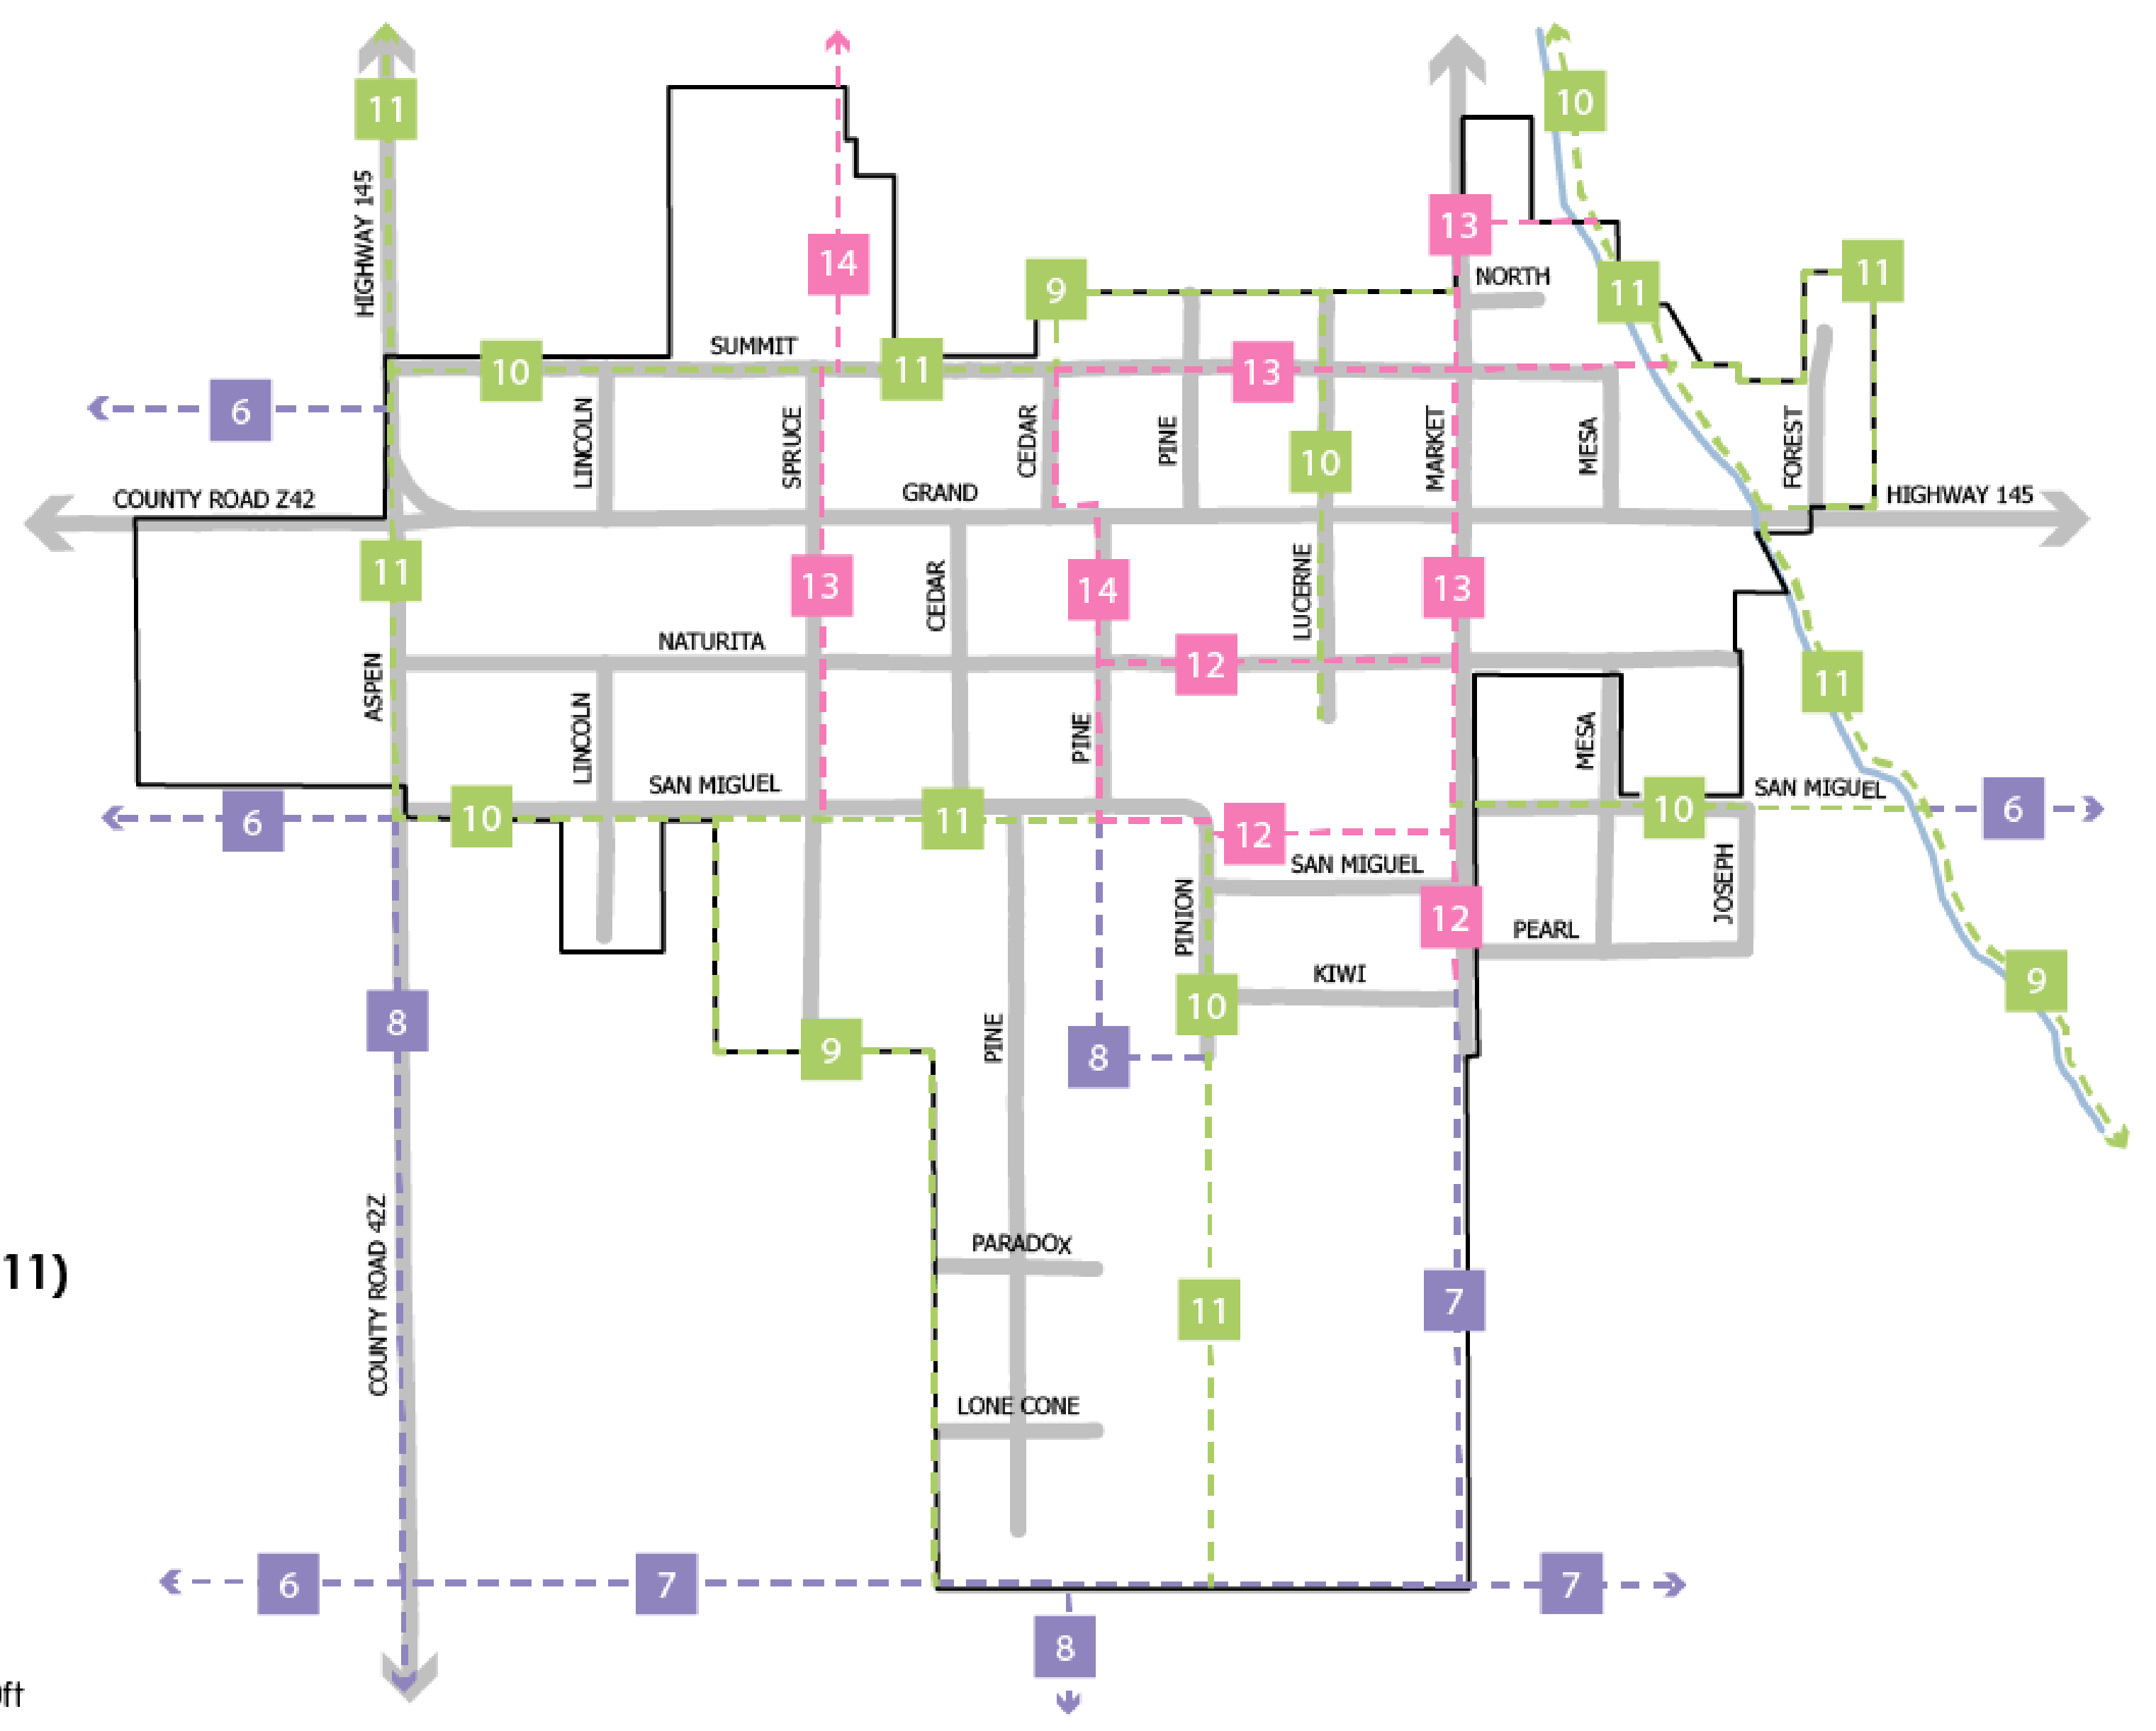 10
11
13
HIGHWAY 145
14
NORTH
9
11
11
SUMMIT
10
11
13
6
LINCOLN
SPRUCE
CEDAR
PINE
10
MARKET
MESA
FOREST
COUNTY ROAD Z42
GRAND
HIGHWAY 145
11
13
CEDAR
14
LUCERNE
13
NATURITA
12
ASPEN
11
LINCOLN
PINE
MESA
SAN MIGUEL
SAN MIGUEL
6
10
11
12
10
6
SAN MIGUEL
PINION
12
JOSEPH
PEARL
KIWI
9
8
PINE
9
8
10
COUNTY ROAD 42Z
PARADOX
11)
11
7
LONE CONE
6
7
7
8
0ft